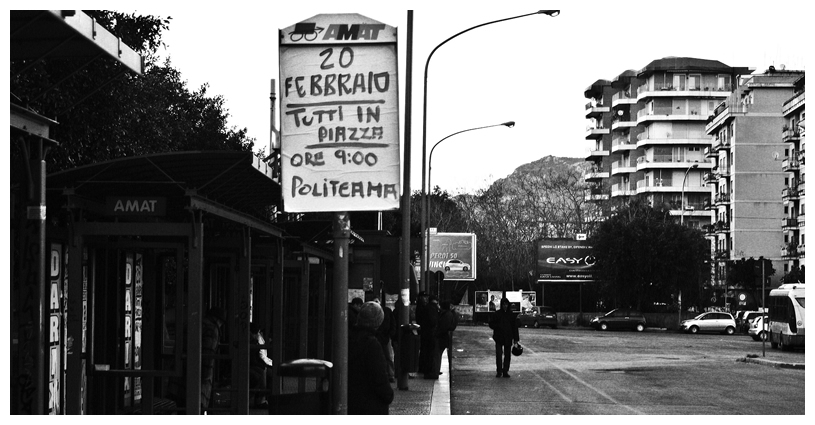 AMAT
20
FEBBRAIO
TUTTI IN
PIAZZA
ORE 9:00
POLITEAMA
AMAT
EASY